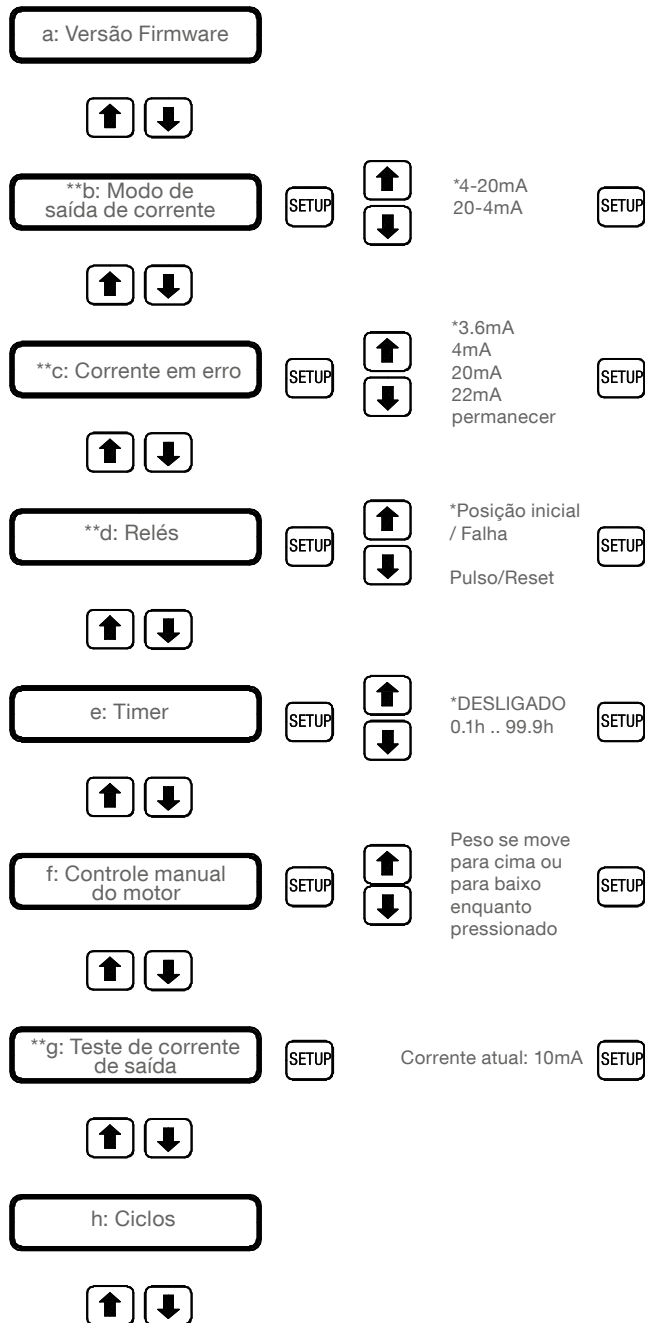 a: Versão Firmware
**b: Modo de
saída de corrente
SETUP
*4-20mA
20-4mA
SETUP
**c: Corrente em erro
SETUP
*3.6mA
4mA
20mA
22mA
permanecer
SETUP
**d: Relés
SETUP
*Posição inicial
/ Falha
Pulso/Reset
SETUP
e: Timer
SETUP
*DESLIGADO
0.1h .. 99.9h
SETUP
f: Controle manual
do motor
SETUP
Peso se move
para cima ou
para baixo
enquanto
pressionado
SETUP
**g: Teste de corrente
de saída
SETUP
Corrente atual: 10mA
SETUP
h: Ciclos